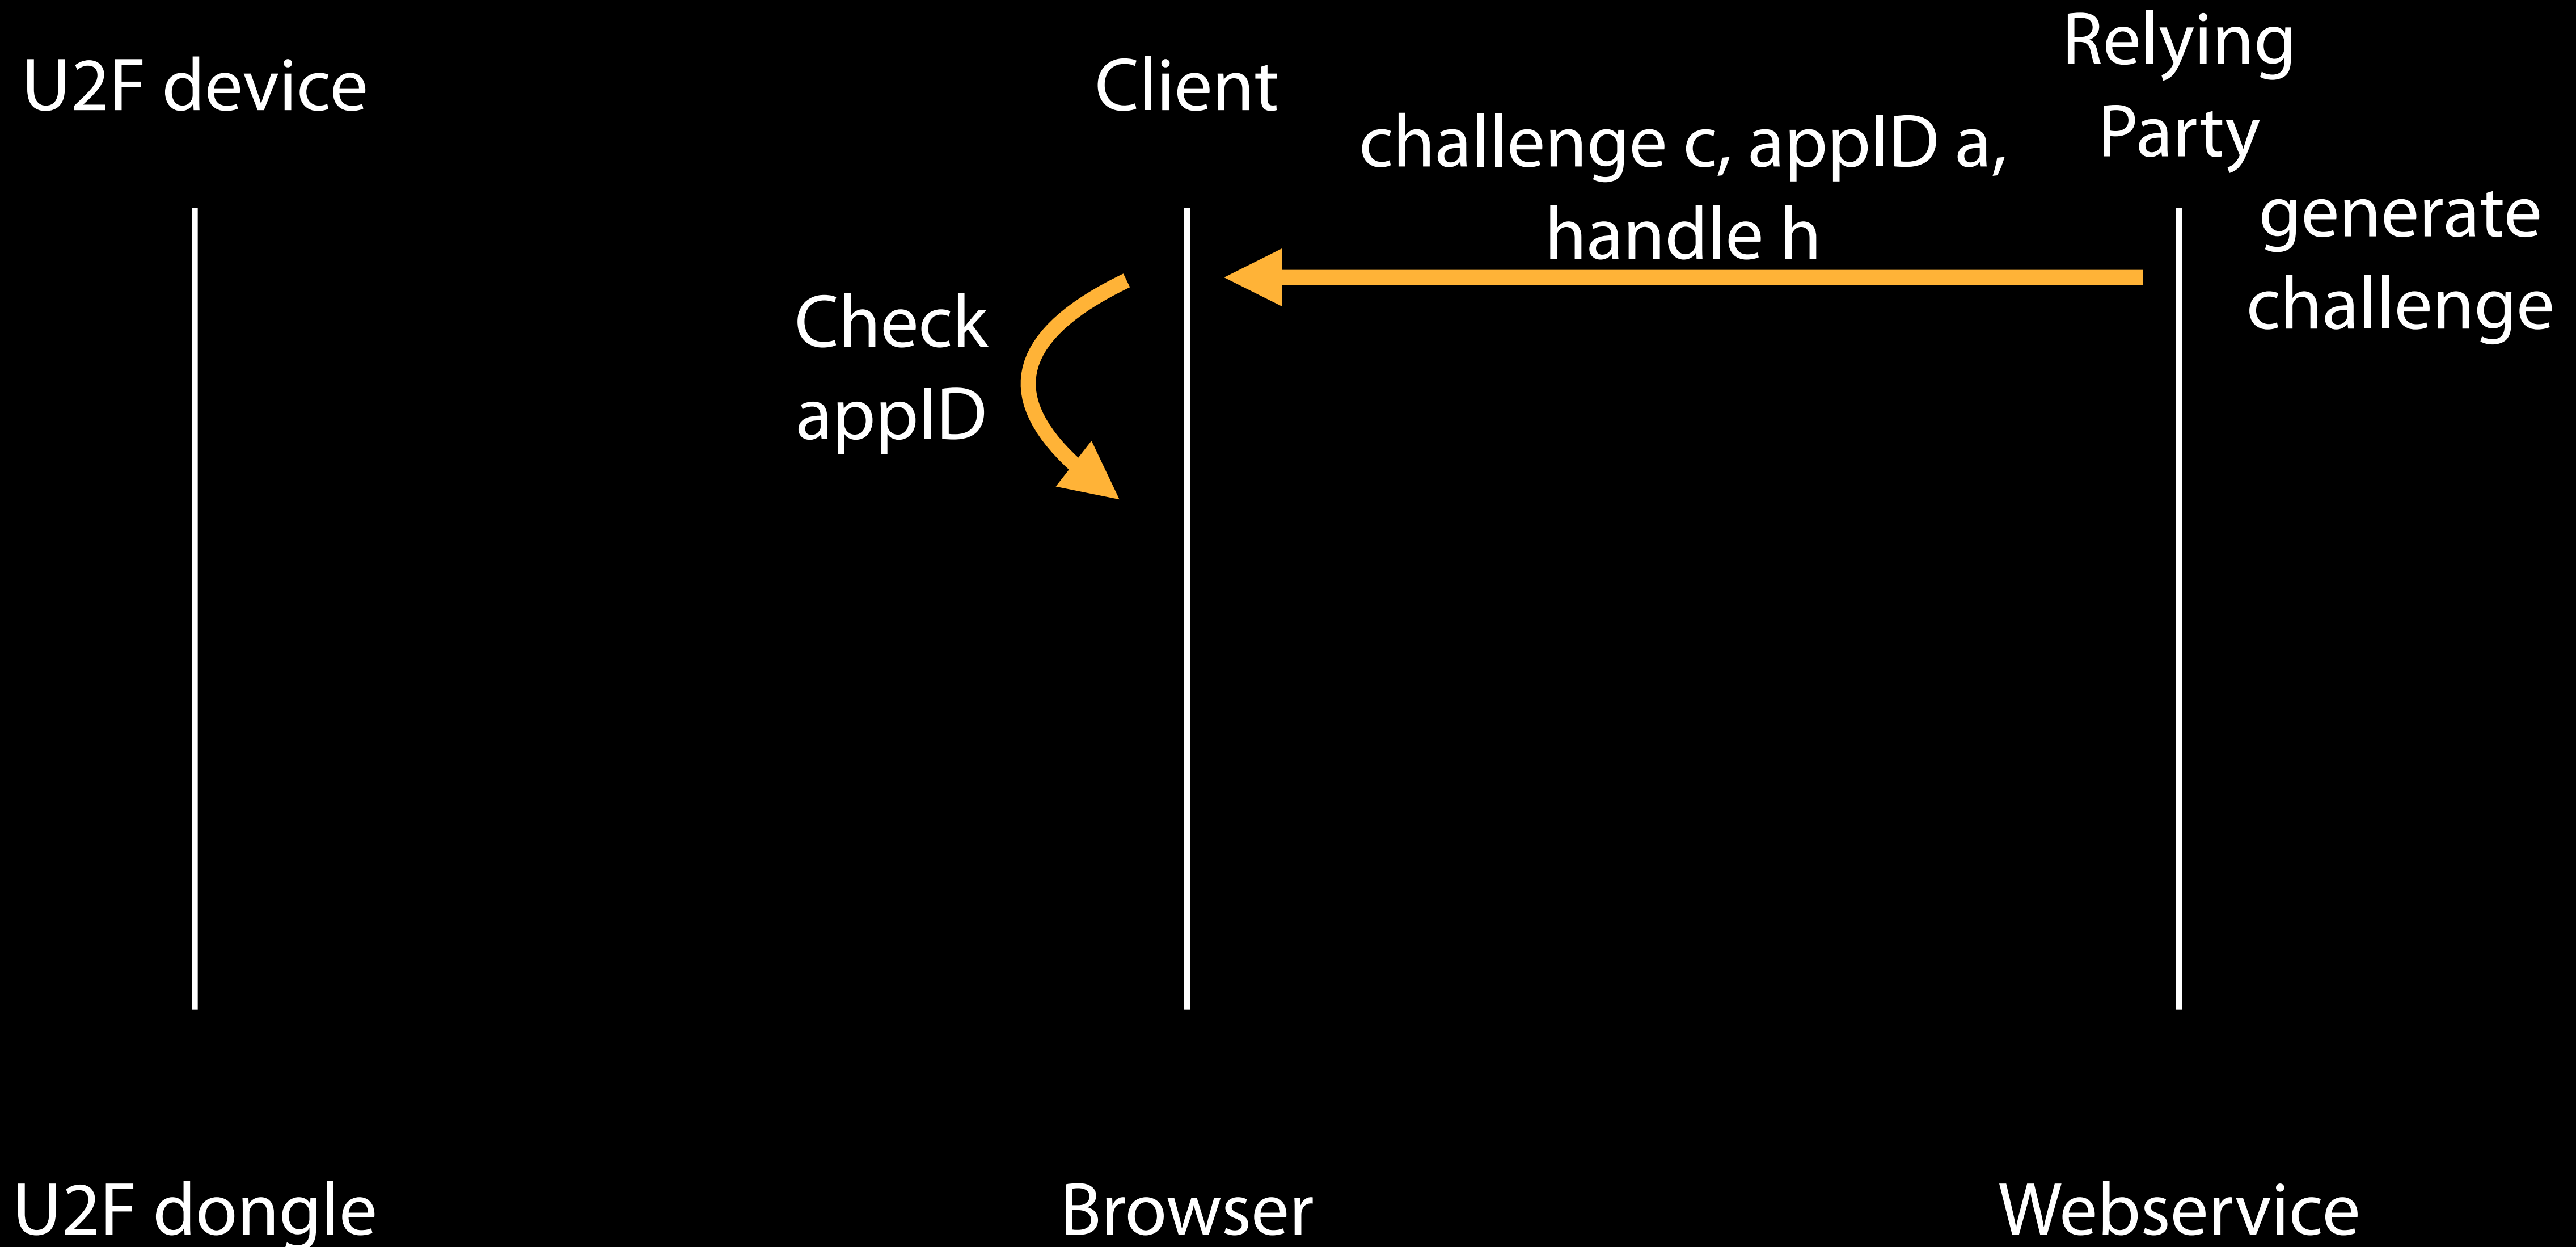 U2F device
Client
Relying
Party
challenge c, appID a,
handle h
generate
challenge
Check
appID
U2F dongle
Browser
Webservice